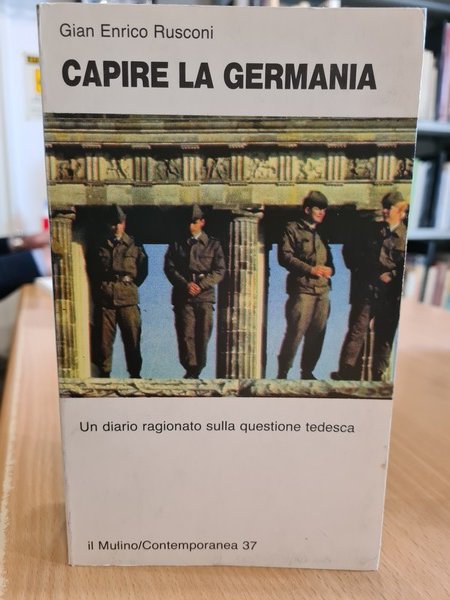 Gian Enrico Rusconi
CAPIRE LA GERMANIA
Un diario ragionato sulla questione tedesca
il Mulino/Contemporanea 37